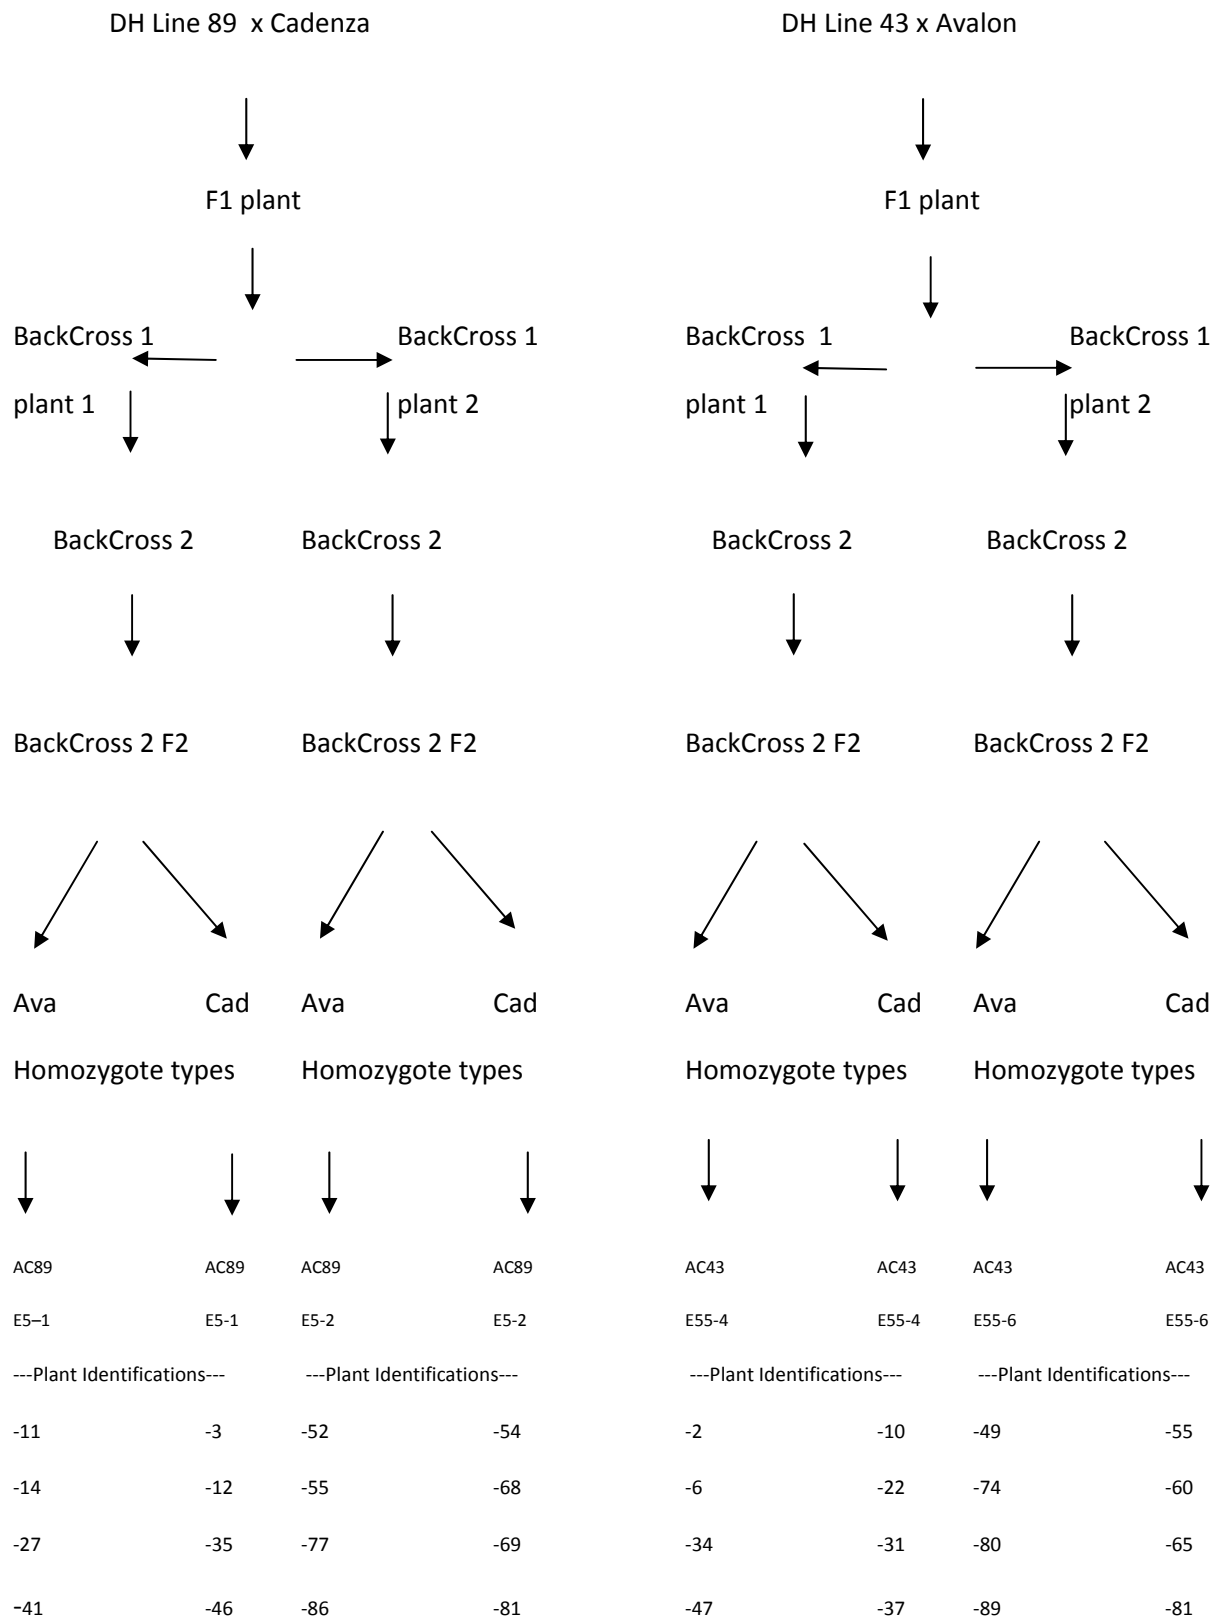 DH Line 89 x Cadenza DH Line 43 x Avalon
F1 plant F1 plant
BackCross 1 BackCross 1 BackCross 1 BackCross 1
plant 1 plant 2 plant 1 plant 2
BackCross 2 BackCross 2 BackCross 2 BackCross 2
BackCross 2 F2 BackCross 2 F2 BackCross 2 F2 BackCross 2 F2
Ava Cad Ava Cad Ava Cad Ava Cad
Homozygote types Homozygote types Homozygote types Homozygote types
AC89 AC89 AC89 AC89 AC43 AC43 AC43 AC43
E5–1 E5-1 E5-2 E5-2 E55-4 E55-4 E55-6 E55-6
---Plant Identifications--- ---Plant Identifications--- ---Plant Identifications--- ---Plant Identifications---
-11 -3 -52 -54 -2 -10 -49 -55
-14 -12 -55 -68 -6 -22 -74 -60
-27 -35 -77 -69 -34 -31 -80 -65
-41 -46 -86 -81 -47 -37 -89 -81